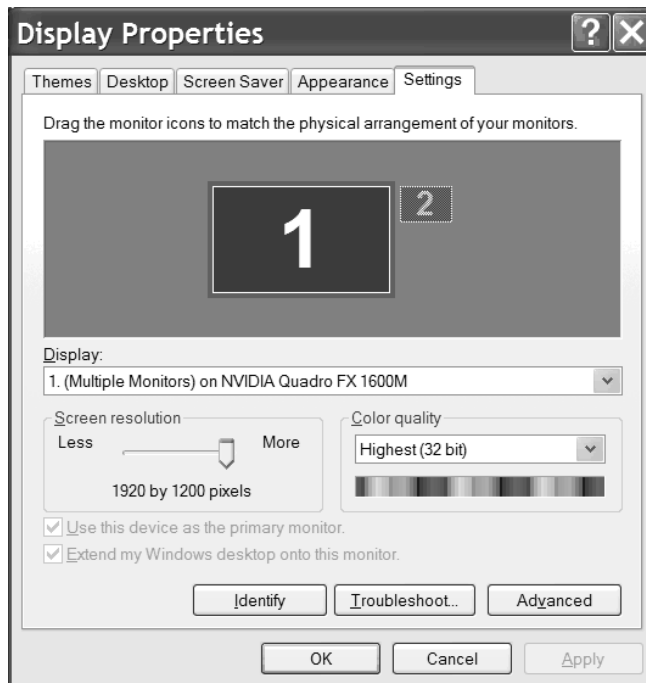 Display Properties
Themes Desktop Screen Saver Appearance Settings
Drag the monitor icons to match the physical arrangement of your monitors.
1 2
Display:
1. (Multiple Monitors) on NVIDIA Quadro FX 1600M
Screen resolution Color quality
Less More Highest (32 bit)
1920 by 1200 pixels
Use this device as the primary monitor.
Extend my Windows desktop onto this monitor.
Identify Troubleshoot... Advanced
OK Cancel Apply